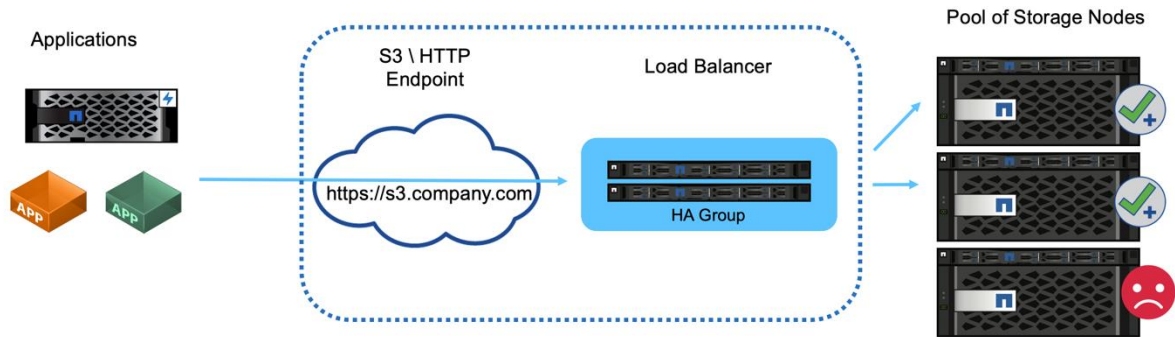 Applications
APP
APP
S3 \ HTTP
Endpoint
https://s3.company.com
Load Balancer
HA Group
Pool of Storage Nodes